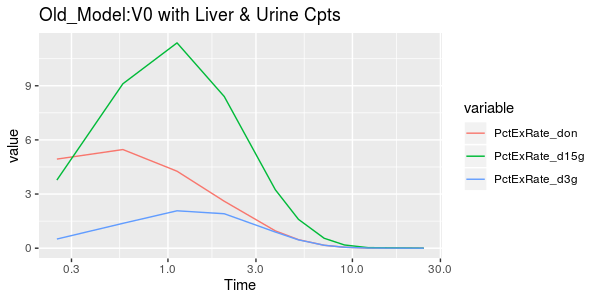 Old_Model:V0 with Liver & Urine Cpts
value
9
6
3
0
0.3 1.0 3.0 10.0 30.0
Time
variable
PctExRate_don
PctExRate_d15g
PctExRate_d3g